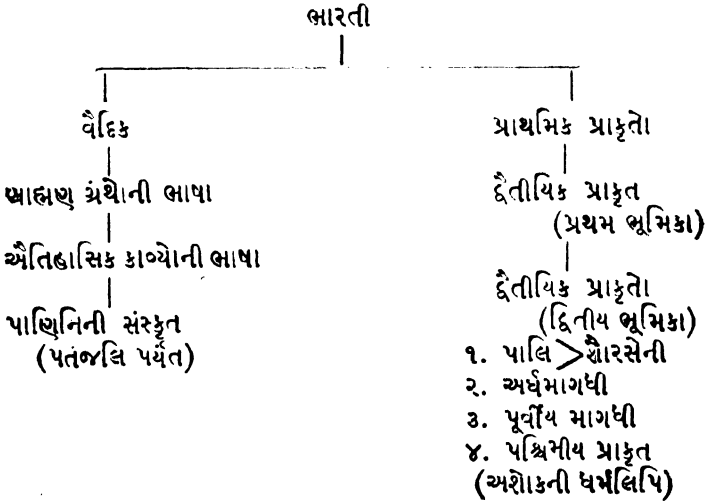 ભારતી
વૈદિક
બ્રાહ્મણ ગ્રંથોની ભાષા
ઐતિહાસિક કાવ્યોની ભાષા
પાણિનિની સંસ્કૃત
(પતંજલિ પર્યંત)
પ્રાથમિક પ્રાકૃતો
દ્વૈતીયિક પ્રાકૃત
(પ્રથમ ભૂમિકા)
દ્વૈતીયિક પ્રાકૃતો
(દ્વિતીય ભૂમિકા)
૧. પાલિ > શૌરસેની
૨. અર્ધમાગધી
૩. પૂર્વીય માગધી
૪. પશ્ચિમીય પ્રાકૃત
(અશોકની ધર્મલિપિ)